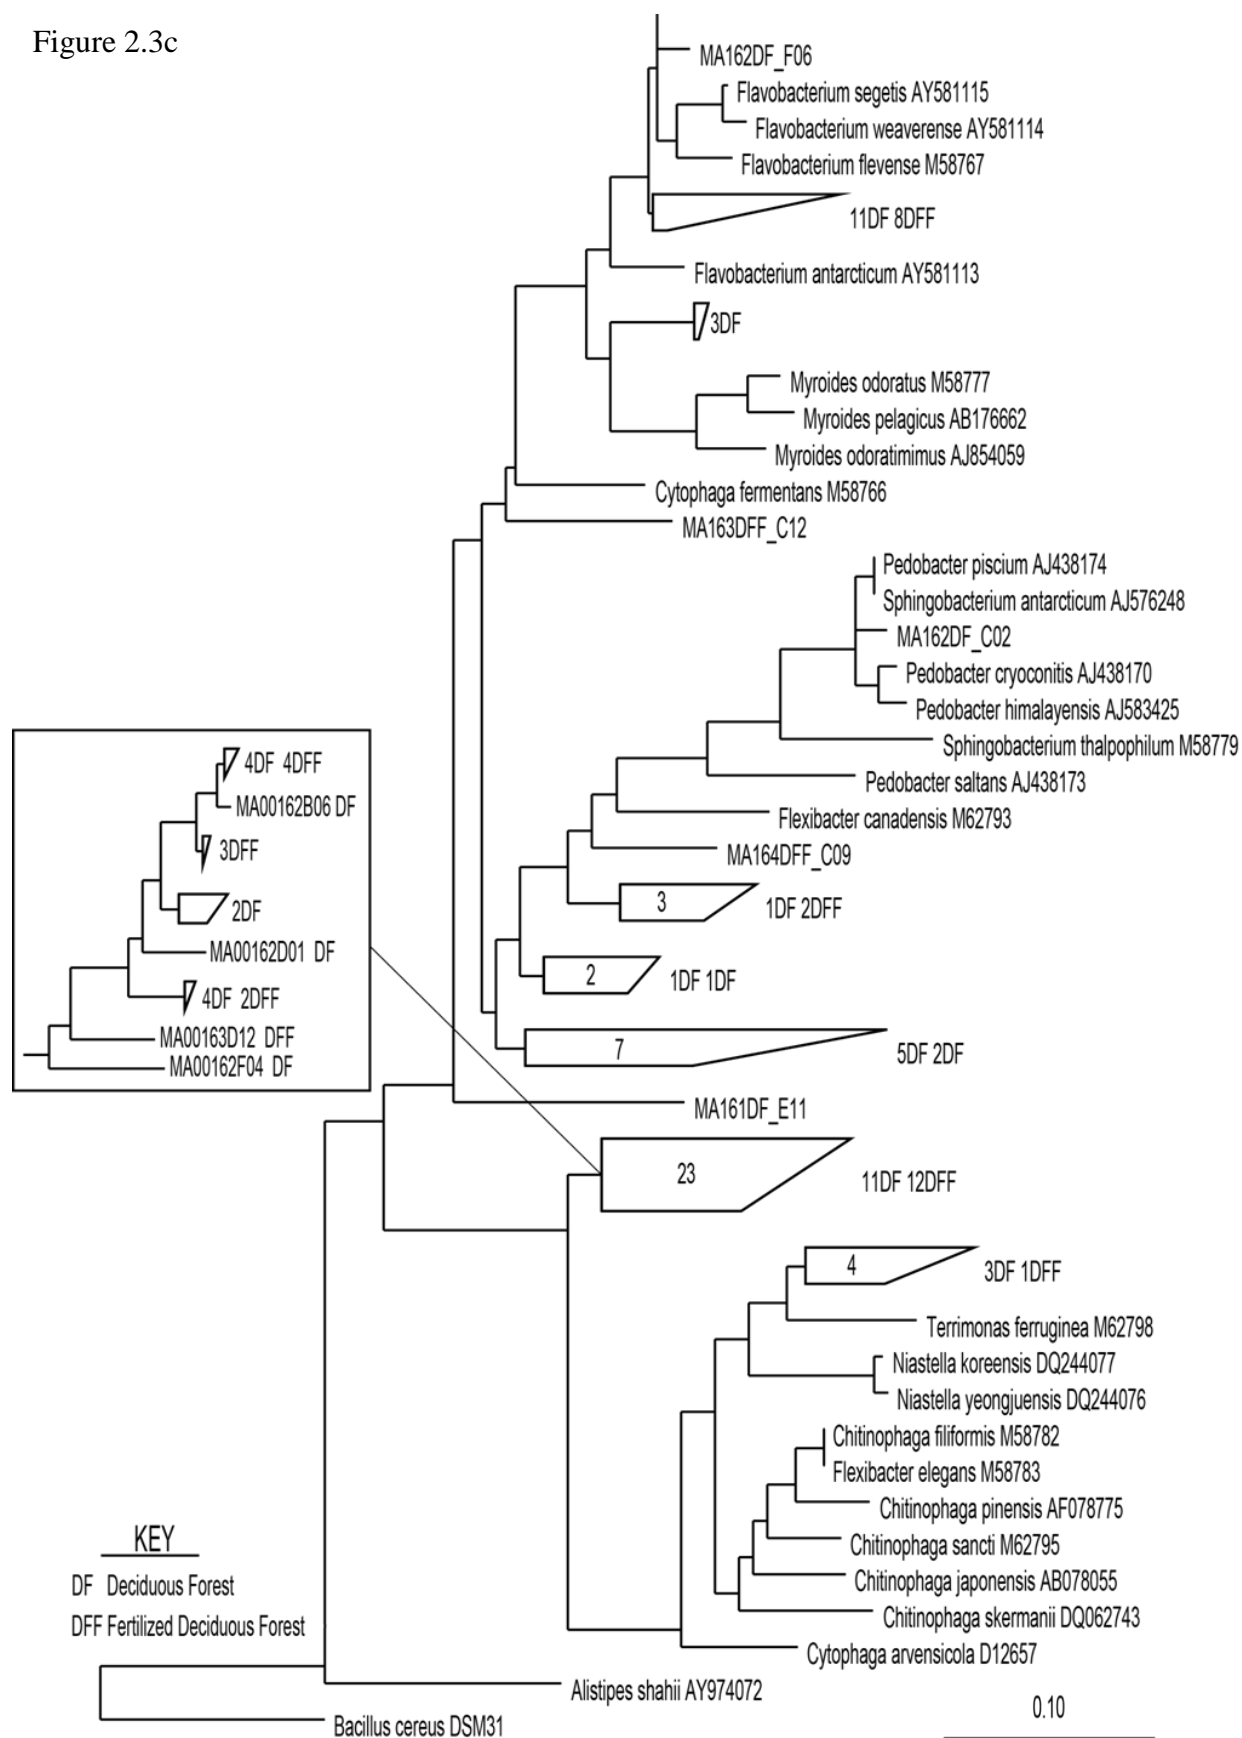 Figure 2.3c
MA162DF_F06
Flavobacterium segetis AY581115
Flavobacterium weaverense AY581114
Flavobacterium flevense M58767
11DF 8DFF
Flavobacterium antarcticum AY581113
3DF
Myroides odoratus M58777
Myroides pelagicus AB176662
Myroides odoratimimus AJ854059
Cytophaga fermentans M58766
MA163DFF_C12
Pedobacter piscium AJ438174
Sphingobacterium antarcticum AJ576248
MA162DF_C02
Pedobacter cryoconitis AJ438170
Pedobacter himalayensis AJ583425
Sphingobacterium thalpophilum M58779
Pedobacter saltans AJ438173
Flexibacter canadensis M62793
MA164DFF_C09
3 1DF 2DFF
2 1DF 1DF
7 5DF 2DF
MA161DF_E11
23 11DF 12DFF
4DF 4DFF
MA00162B06 DF
3DFF
2DF
MA00162D01 DF
4DF 2DFF
MA00163D12 DFF
MA00162F04 DF
4 3DF 1DFF
Terrimonas ferruginea M62798
Niastella koreensis DQ244077
Niastella yeongjuensis DQ244076
Chitinophaga filiformis M58782
Flexibacter elegans M58783
Chitinophaga pinensis AF078775
Chitinophaga sancti M62795
Chitinophaga japonensis AB078055
Chitinophaga skermanii DQ062743
Cytophaga arvensicola D12657
Alistipes shahii AY974072
Bacillus cereus DSM31
KEY
DF Deciduous Forest
DFF Fertilized Deciduous Forest
0.10